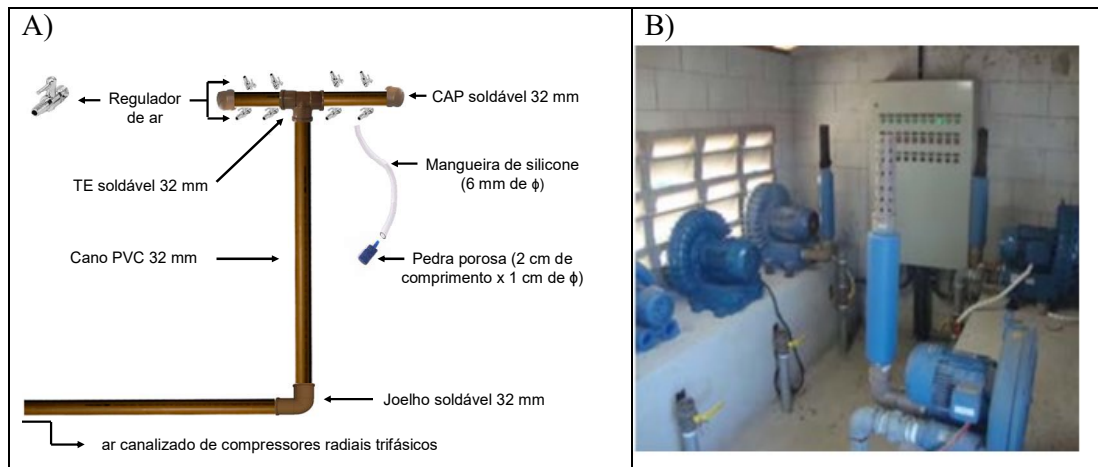 A)
B)
Regulador
de ar
CAP soldável 32 mm
TE soldável 32 mm
Mangueira de silicone
(6 mm de ϕ)
Cano PVC 32 mm
Pedra porosa (2 cm de
comprimento x 1 cm de ϕ)
Joelho soldável 32 mm
ar canalizado de compressores radiais trifásicos